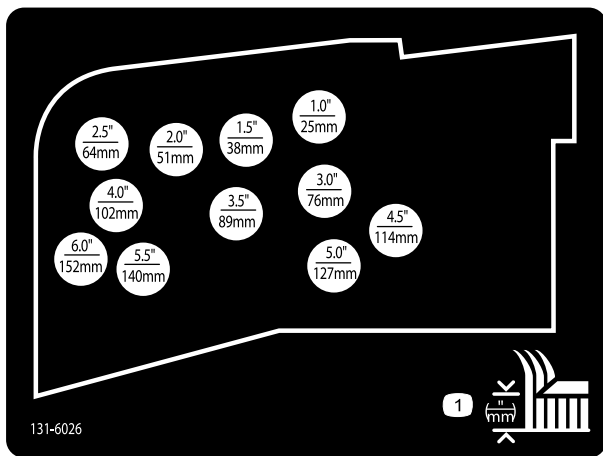 1.0"
25mm
2.5"
64mm
2.0"
51mm
1.5"
38mm
4.0"
102mm
3.5"
89mm
3.0"
76mm
4.5"
114mm
6.0"
152mm
5.5"
140mm
5.0"
127mm
1
(")
mm
131-6026